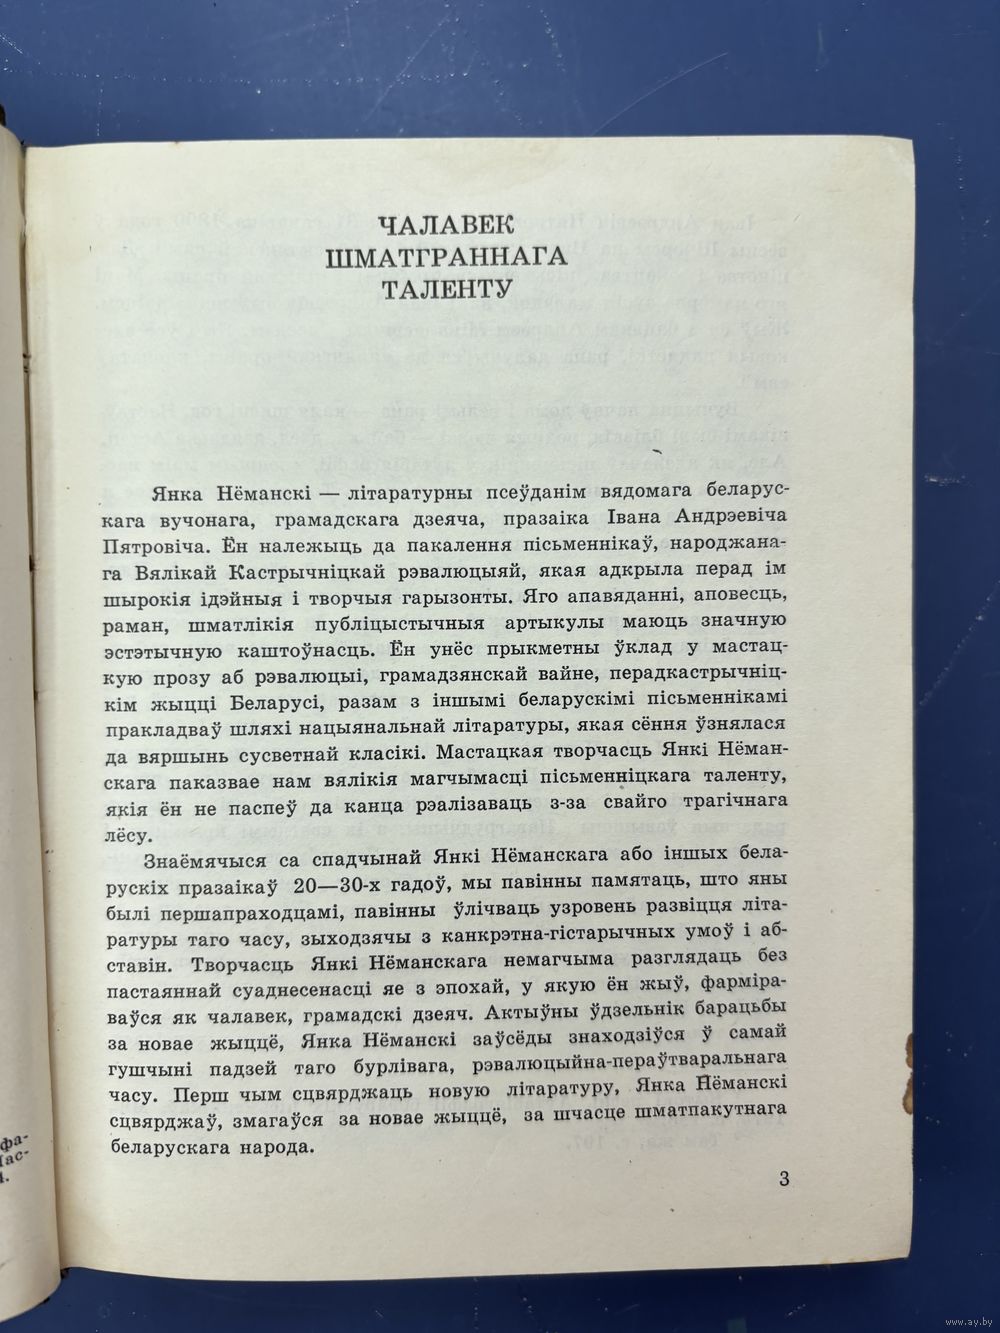 ЧАЛАВЕК
ШМАТГРАННАГА
ТАЛЕНТУ
Янка Нёманскі — літаратурны псеўданім вядомага беларус-
кага вучонага, грамадскага дзеяча, празаіка Івана Андрэевіча
Пятровіча. Ён належыць да пакалення пісьменнікаў, народжана-
га Вялікай Кастрычніцкай рэвалюцыяй, якая адкрыла перад ім
шырокія ідэйныя і творчыя гарызонты. Яго апавяданні, аповесць,
раман, шматлікія публіцыстычныя артыкулы маюць значную
эстэтычную каштоўнасць. Ён унёс прыкметны ўклад у мастац-
кую прозу аб рэвалюцыі, грамадзянскай вайне, перадкастрычніц-
кім жыцці Беларусі, разам з іншымі беларускімі пісьменнікамі
пракладваў шляхі нацыянальнай літаратуры, якая сёння ўзнялася
да вяршынь сусветнай класікі. Мастацкая творчасць Янкі Нёман-
скага паказвае нам вялікія магчымасці пісьменніцкага таленту,
якія ён не паспеў да канца рэалізаваць з-за свайго трагічнага
лёсу.
Знаёмячыся са спадчынай Янкі Нёманскага або іншых бела-
рускіх празаікаў 20—30-х гадоў, мы павінны памятаць, што яны
былі першапраходцамі, павінны ўлічваць узровень развіцця літа-
ратуры таго часу, зыходзячы з канкрэтна-гістарычных умоў і аб-
ставін. Творчасць Янкі Нёманскага немагчыма разглядаць без
пастаяннай суаднесенасці яе з эпохай, у якую ён жыў, фарміра-
ваўся як чалавек, грамадскі дзеяч. Актыўны ўдзельнік барацьбы
за новае жыццё, Янка Нёманскі заўсёды знаходзіўся ў самай
гушчыні падзей таго бурлівага, рэвалюцыйна-пераўтваральнага
часу. Перш чым сцвярджаць новую літаратуру, Янка Нёманскі
сцвярджаў, змагаўся за новае жыццё, за шчасце шматпакутнага
беларускага народа.
3
www.ay.by